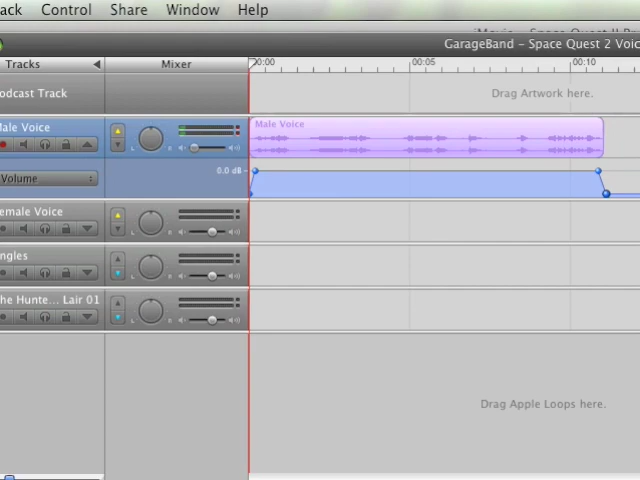 ack Control Share Window Help
GarageBand – Space Quest 2 Voic
Tracks Mixer 00:00 00:05 00:10
odcast Track Drag Artwork here.
Male Voice Male Voice
Volume 0.0 dB
emale Voice
ngles
he Hunte... Lair 01
Drag Apple Loops here.